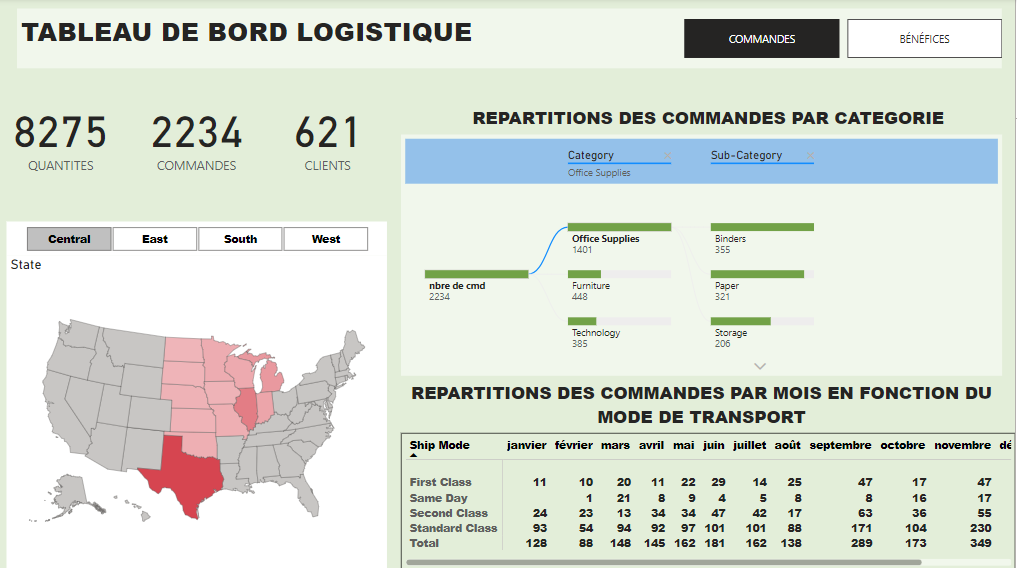 TABLEAU DE BORD LOGISTIQUE
COMMANDES
BÉNÉFICES
8275
QUANTITES
2234
COMMANDES
621
CLIENTS
Central East South West
State
REPARTITIONS DES COMMANDES PAR CATEGORIE
Category
Office Supplies
Sub-Category
nbre de cmd
2234
Office Supplies
1401
Furniture
448
Technology
385
Binders
355
Paper
321
Storage
206
REPARTITIONS DES COMMANDES PAR MOIS EN FONCTION DU
MODE DE TRANSPORT
Ship Mode janvier février mars avril mai juin juillet août septembre octobre novembre dé
First Class 11 10 20 11 22 29 14 25 47 17 47
Same Day 1 21 8 9 4 5 8 8 16 17
Second Class 24 23 13 34 34 47 42 17 63 36 55
Standard Class 93 54 94 92 97 101 101 88 171 104 230
Total 128 88 148 145 162 181 162 138 289 173 349